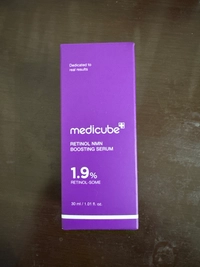 Dedicated to
real results
medicube
RETINOL NMN
BOOSTING SERUM
1.9%
RETINOL-SOME
30 ml / 1.01 fl. oz.